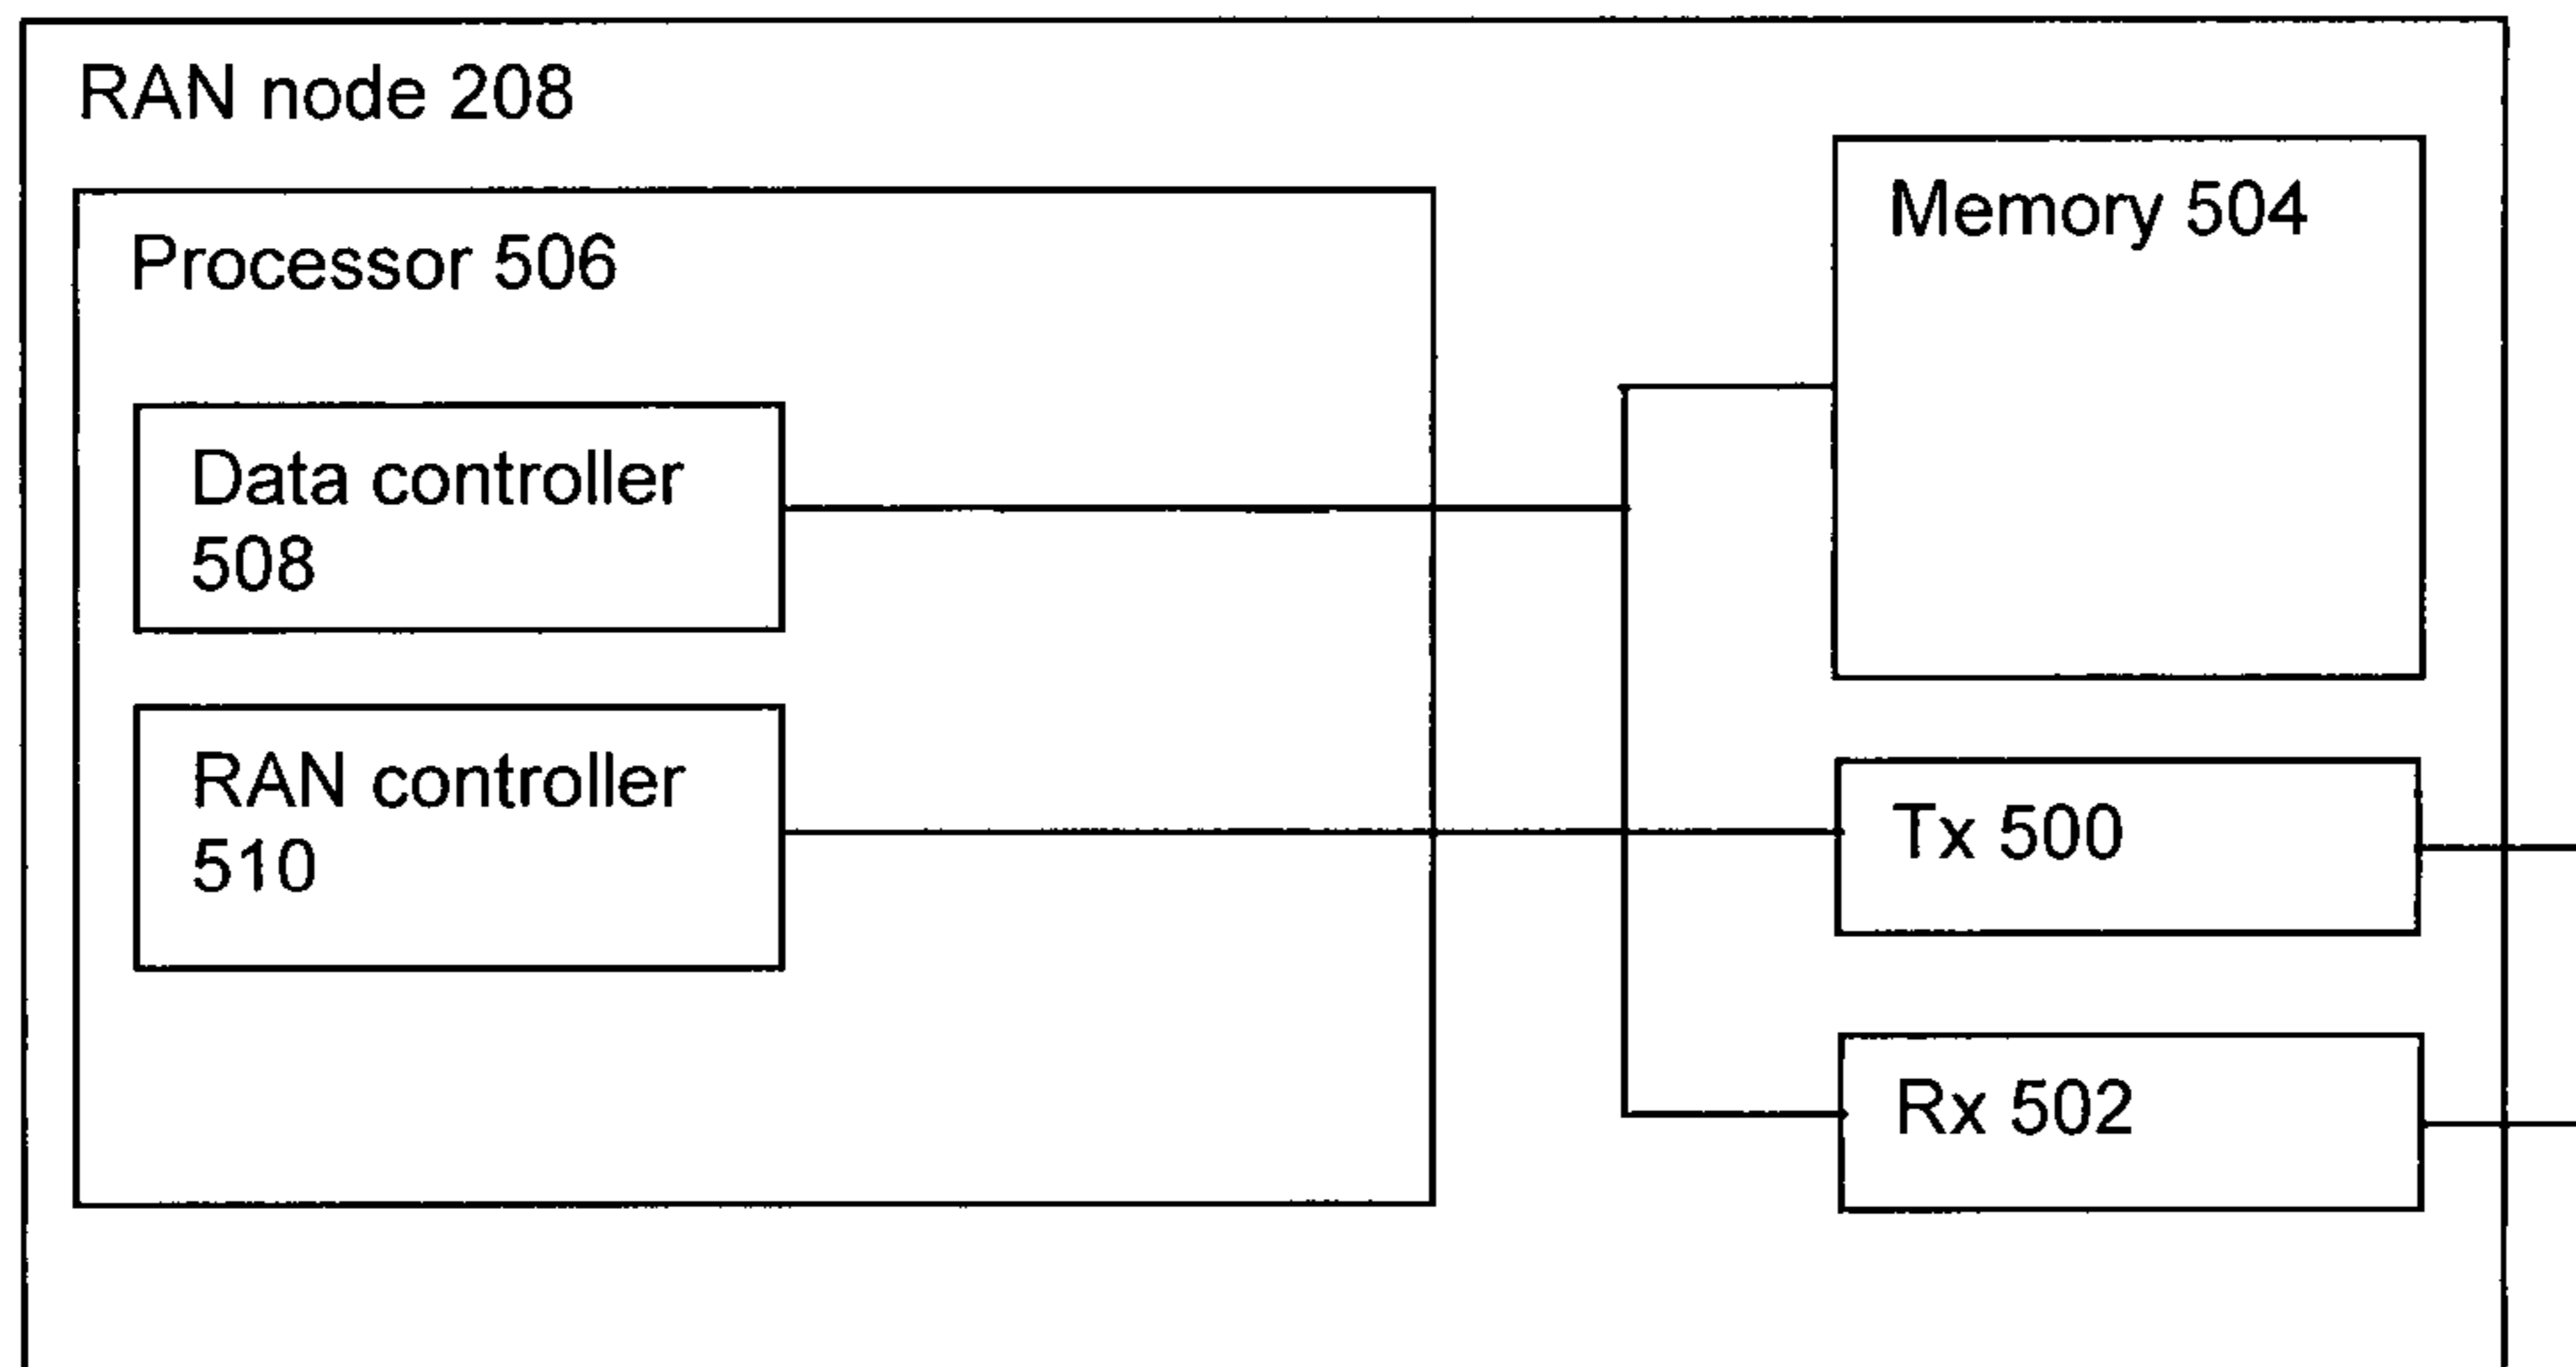 RAN node 208
Processor 506
Data controller
508
RAN controller
510
Memory 504
Tx 500
Rx 502